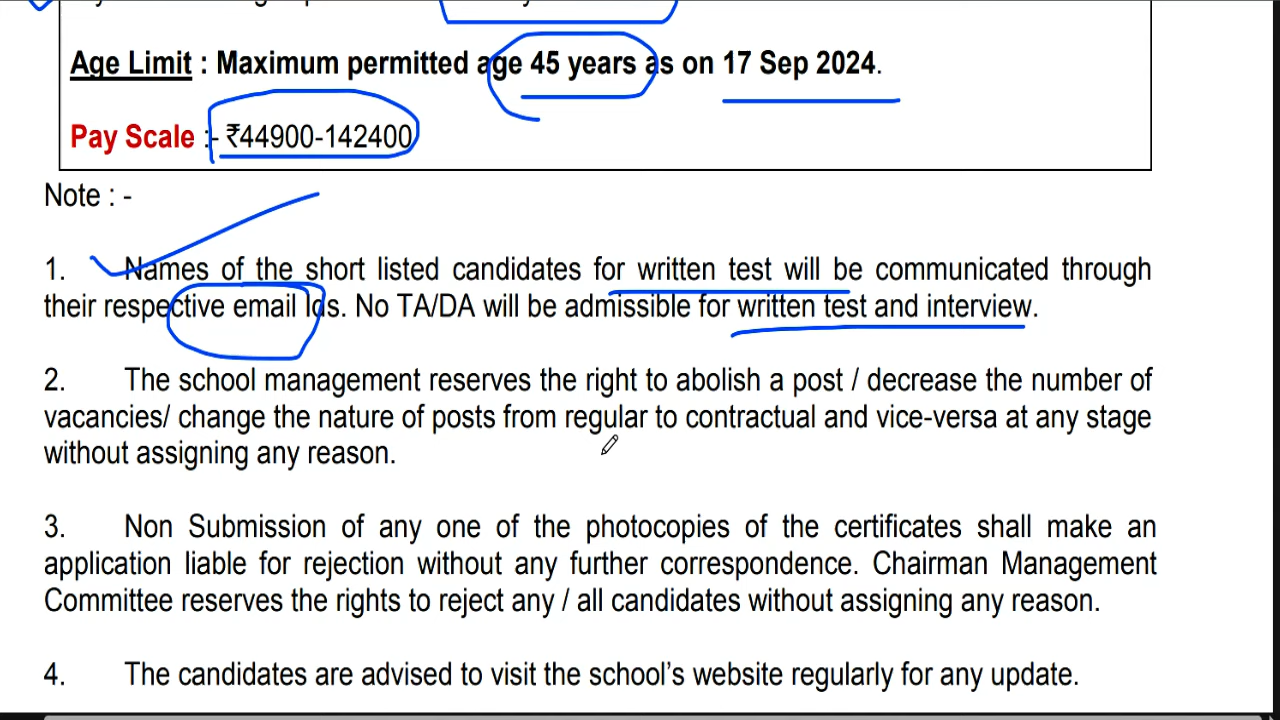 Age Limit : Maximum permitted age 45 years as on 17 Sep 2024.
Pay Scale :- ₹44900-142400
Note : -
1. Names of the short listed candidates for written test will be communicated through
their respective email Ids. No TA/DA will be admissible for written test and interview.
2. The school management reserves the right to abolish a post / decrease the number of
vacancies/ change the nature of posts from regular to contractual and vice-versa at any stage
without assigning any reason.
3. Non Submission of any one of the photocopies of the certificates shall make an
application liable for rejection without any further correspondence. Chairman Management
Committee reserves the rights to reject any / all candidates without assigning any reason.
4. The candidates are advised to visit the school’s website regularly for any update.